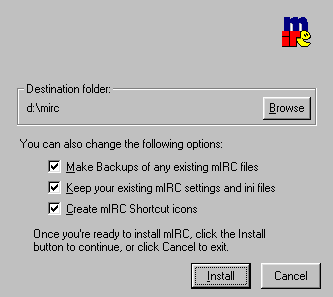 mIRC
Destination folder:
d:\mirc
Browse
You can also change the following options:
Make Backups of any existing mIRC files
Keep your existing mIRC settings and ini files
Create mIRC Shortcut icons
Once you're ready to install mIRC, click the Install
button to continue, or click Cancel to exit.
Install
Cancel